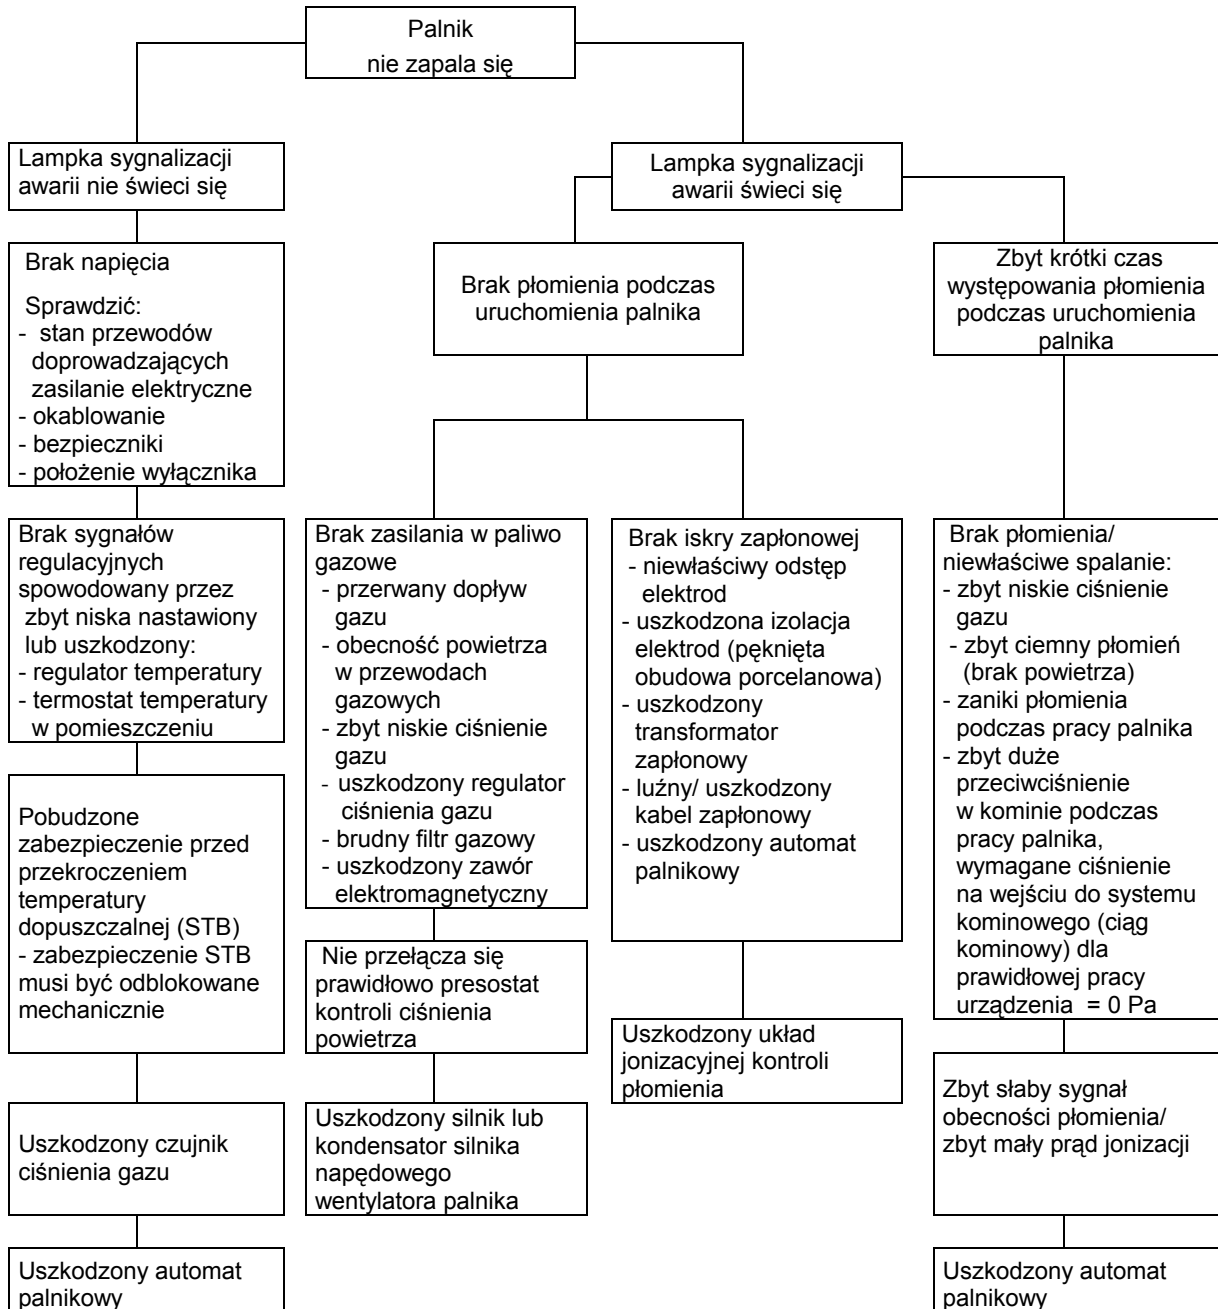 Palnik
nie zapala się
Lampka sygnalizacji
awarii nie świeci się
Lampka sygnalizacji
awarii świeci się
Brak napięcia
Sprawdzić:
- stan przewodów
doprowadzających
zasilanie elektryczne
- okablowanie
- bezpieczniki
- położenie wyłącznika
Brak płomienia podczas
uruchomienia palnika
Zbyt krótki czas
występowania płomienia
podczas uruchomienia
palnika
Brak sygnałów
regulacyjnych
spowodowany przez
zbyt niska nastawiony
lub uszkodzony:
- regulator temperatury
- termostat temperatury
w pomieszczeniu
Brak zasilania w paliwo
gazowe
- przerwany dopływ
gazu
- obecność powietrza
w przewodach
gazowych
- zbyt niskie ciśnienie
gazu
- uszkodzony regulator
ciśnienia gazu
- brudny filtr gazowy
- uszkodzony zawór
elektromagnetyczny
Brak iskry zapłonowej
- niewłaściwy odstęp
elektrod
- uszkodzona izolacja
elektrod (pęknięta
obudowa porcelanowa)
- uszkodzony
transformator
zapłonowy
- luźny/ uszkodzony
kabel zapłonowy
- uszkodzony automat
palnikowy
Brak płomienia/
niewłaściwe spalanie:
- zbyt niskie ciśnienie
gazu
- zbyt ciemny płomień
(brak powietrza)
- zaniki płomienia
podczas pracy palnika
- zbyt duże
przeciwciśnienie
w kominie podczas
pracy palnika,
wymagane ciśnienie
na wejściu do systemu
kominowego (ciąg
kominowy) dla
prawidłowej pracy
urządzenia = 0 Pa
Pobudzone
zabezpieczenie przed
przekroczeniem
temperatury
dopuszczalnej (STB)
- zabezpieczenie STB
musi być odblokowane
mechanicznie
Nie przełącza się
prawidłowo presostat
kontroli ciśnienia
powietrza
Uszkodzony układ
jonizacyjnej kontroli
płomienia
Zbyt słaby sygnał
obecności płomienia/
zbyt mały prąd jonizacji
Uszkodzony czujnik
ciśnienia gazu
Uszkodzony silnik lub
kondensator silnika
napędowego
wentylatora palnika
Uszkodzony automat
palnikowy
Uszkodzony automat
palnikowy